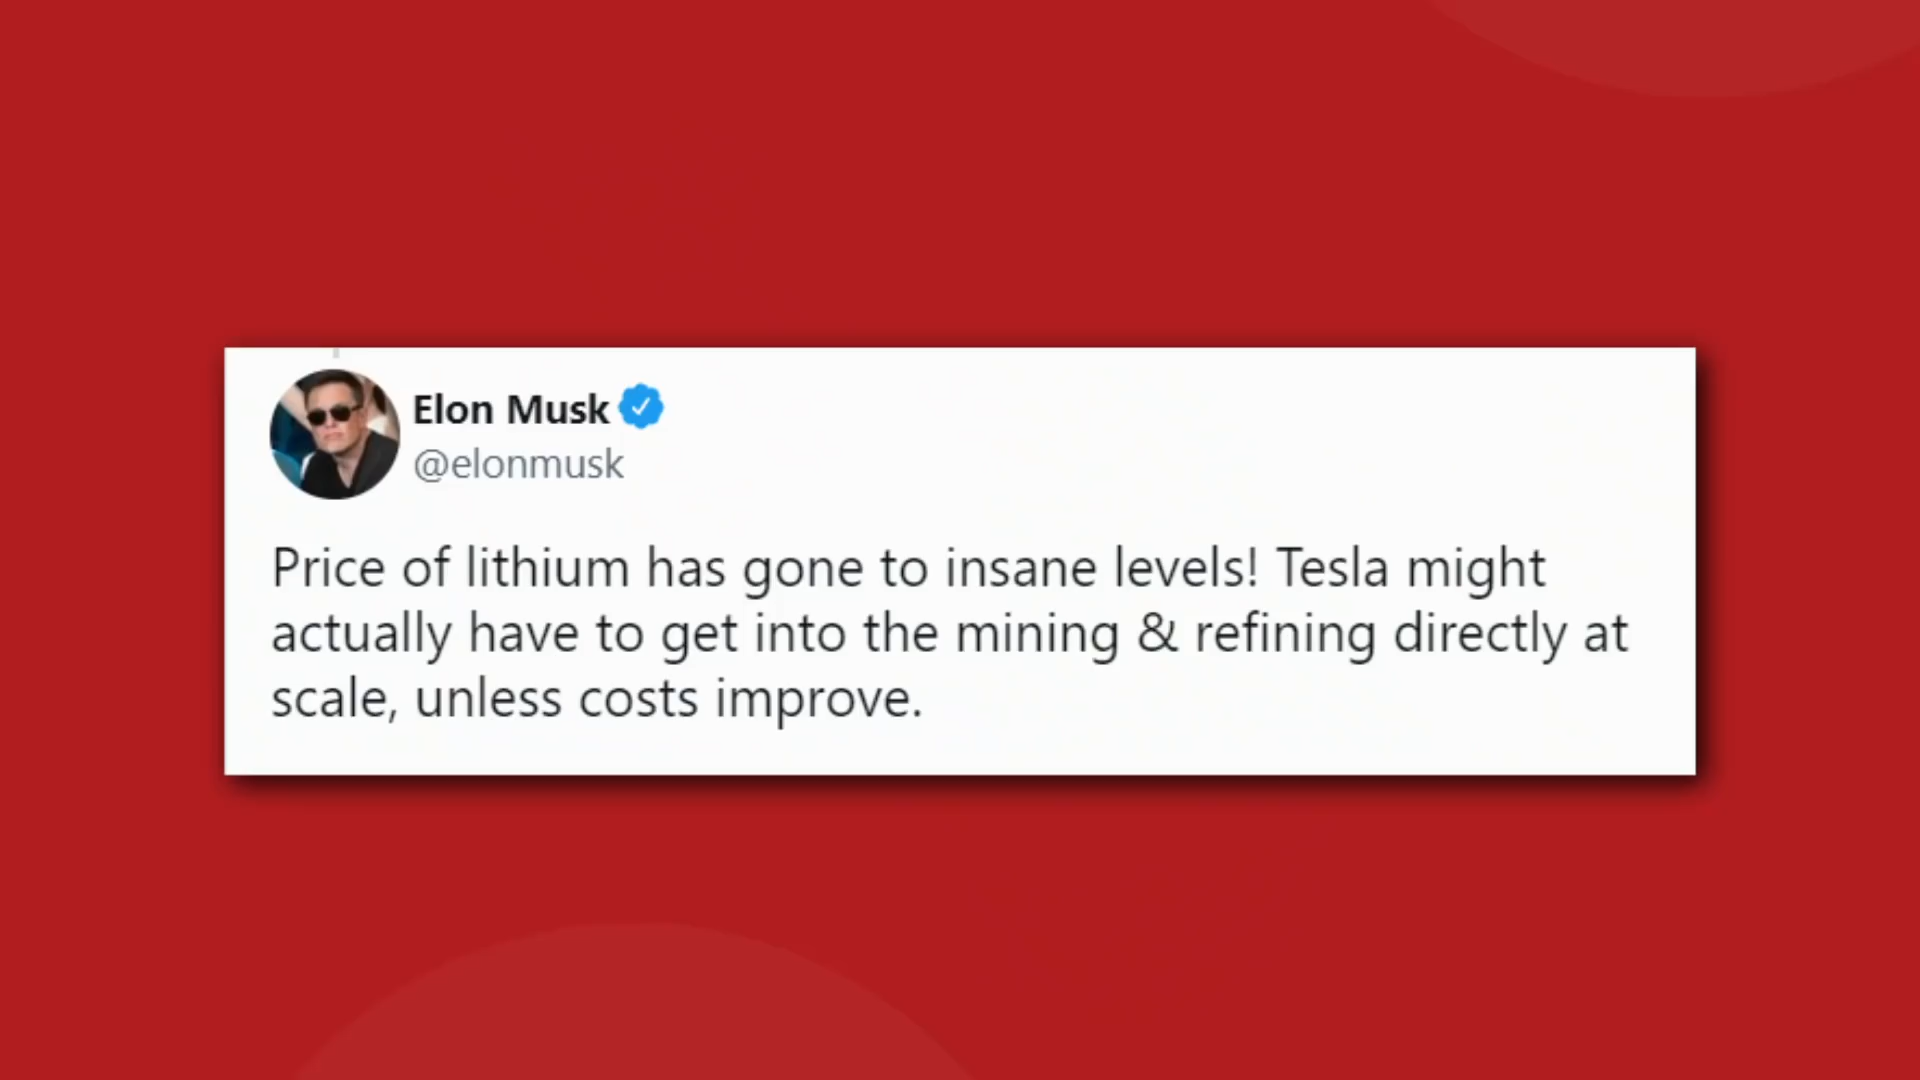 Elon Musk
@elonmusk
Price of lithium has gone to insane levels! Tesla might
actually have to get into the mining & refining directly at
scale, unless costs improve.